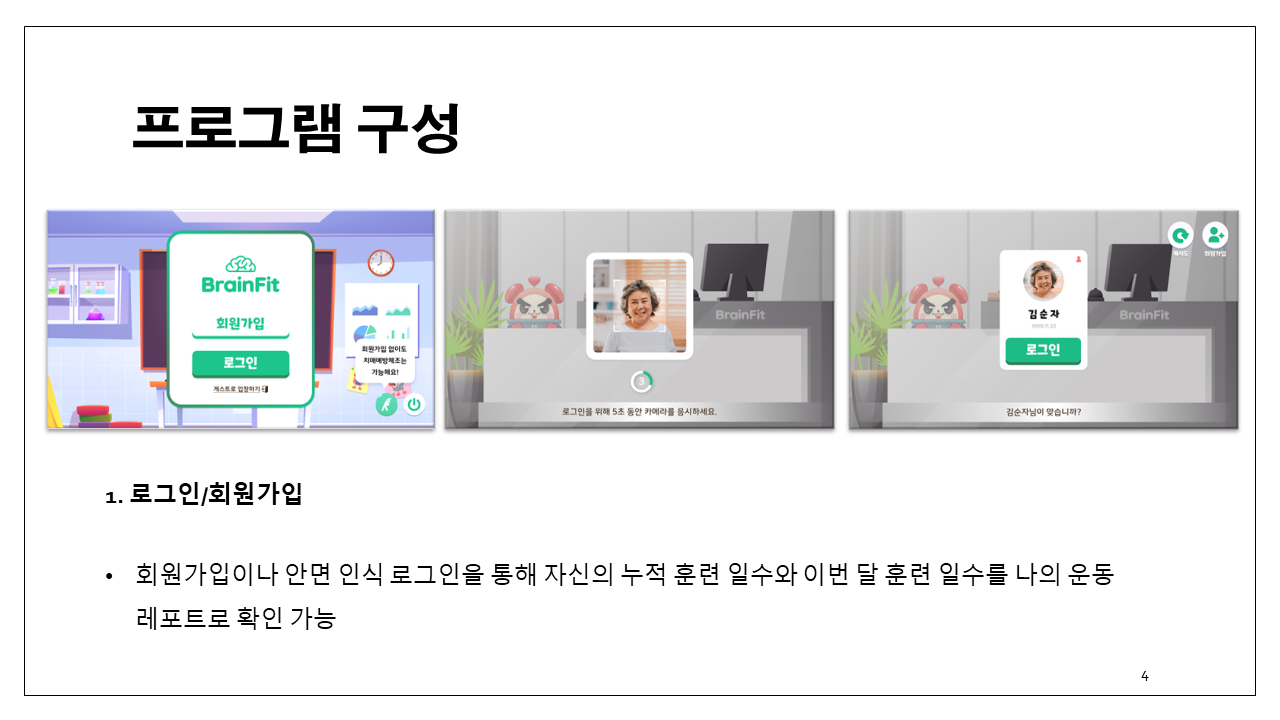 프로그램 구성
BrainFit
회원가입
로그인
게스트로 입장하기
회원가입 없이도
치매예방체조는
가능해요!
BrainFit
3
로그인을 위해 5초 동안 카메라를 응시하세요.
재시도
회원가입
BrainFit
김순자
로그인
김순자님이 맞습니까?
1. 로그인/회원가입
• 회원가입이나 안면 인식 로그인을 통해 자신의 누적 훈련 일수와 이번 달 훈련 일수를 나의 운동
레포트로 확인 가능
4